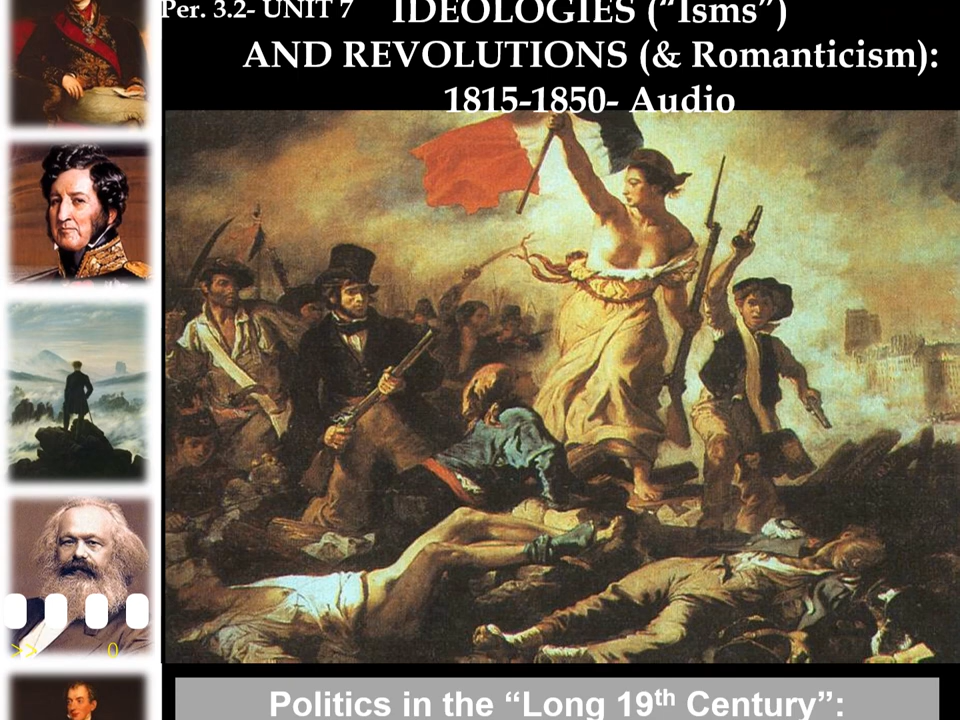 Per. 3.2- UNIT 7
IDEOLOGIES (“Isms”)
AND REVOLUTIONS (& Romanticism):
1815-1850- Audio
>> 0
Politics in the “Long 19th Century”: